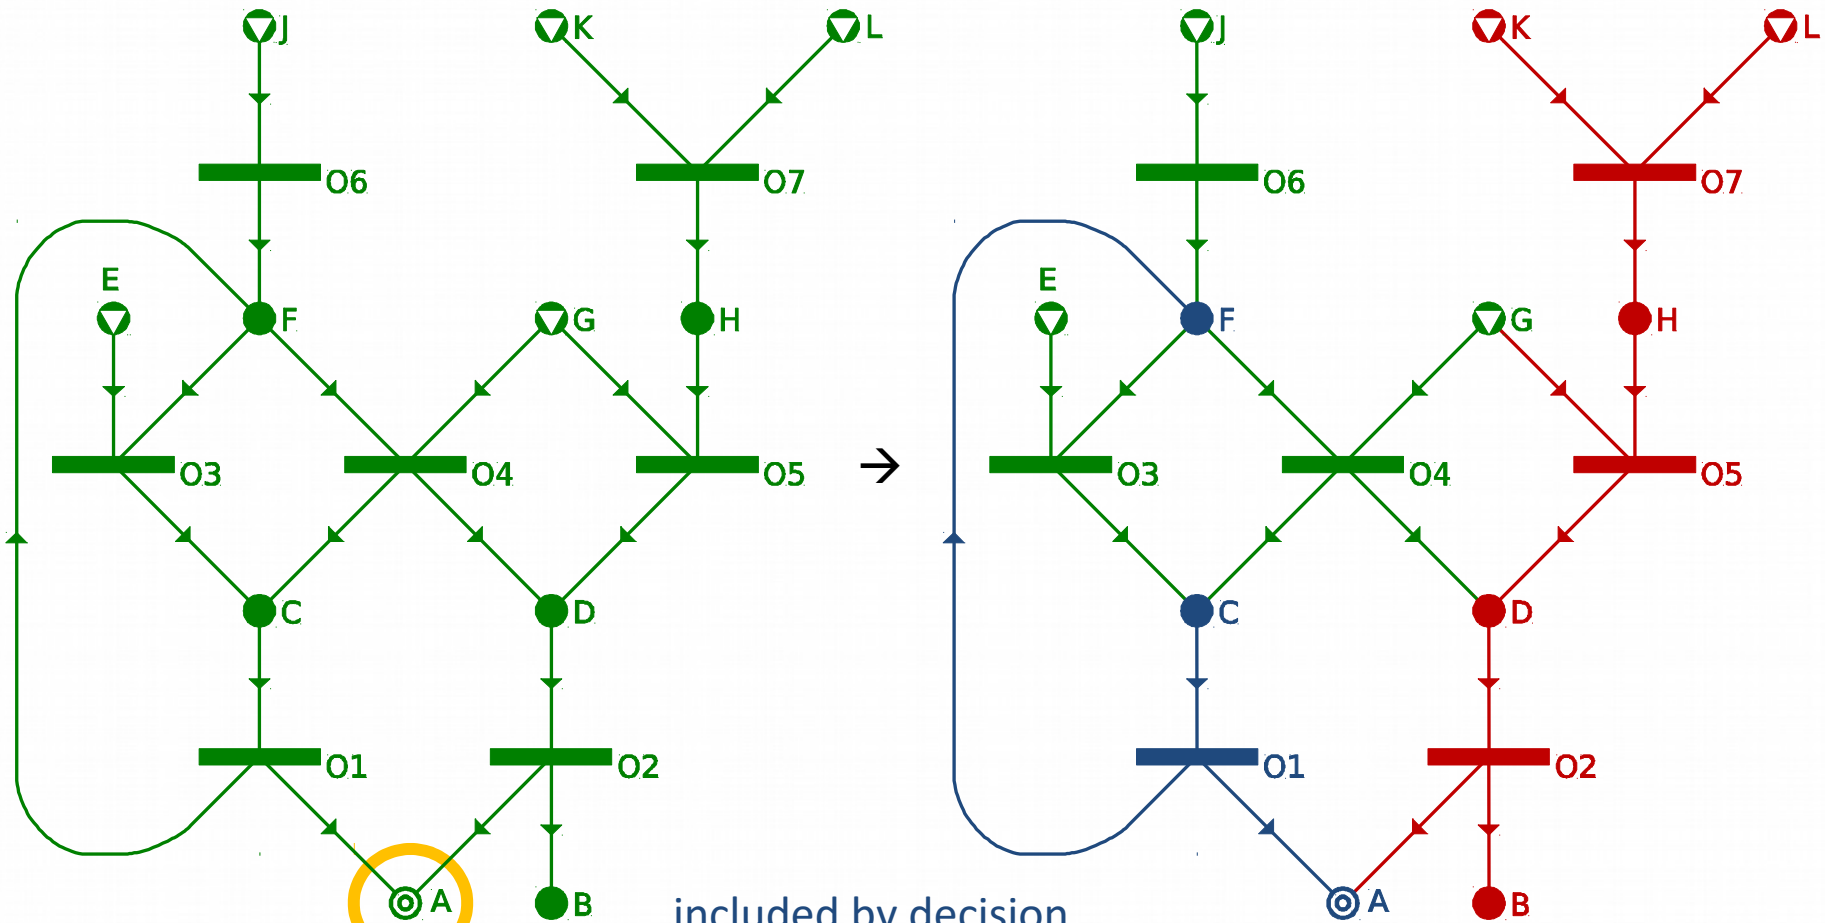 J K L J K L
O6 O7 O6 O7
E F G H E F G H
O3 O4 O5 → O3 O4 O5
C D C D
O1 O2 O1 O2
A B included by decision A B